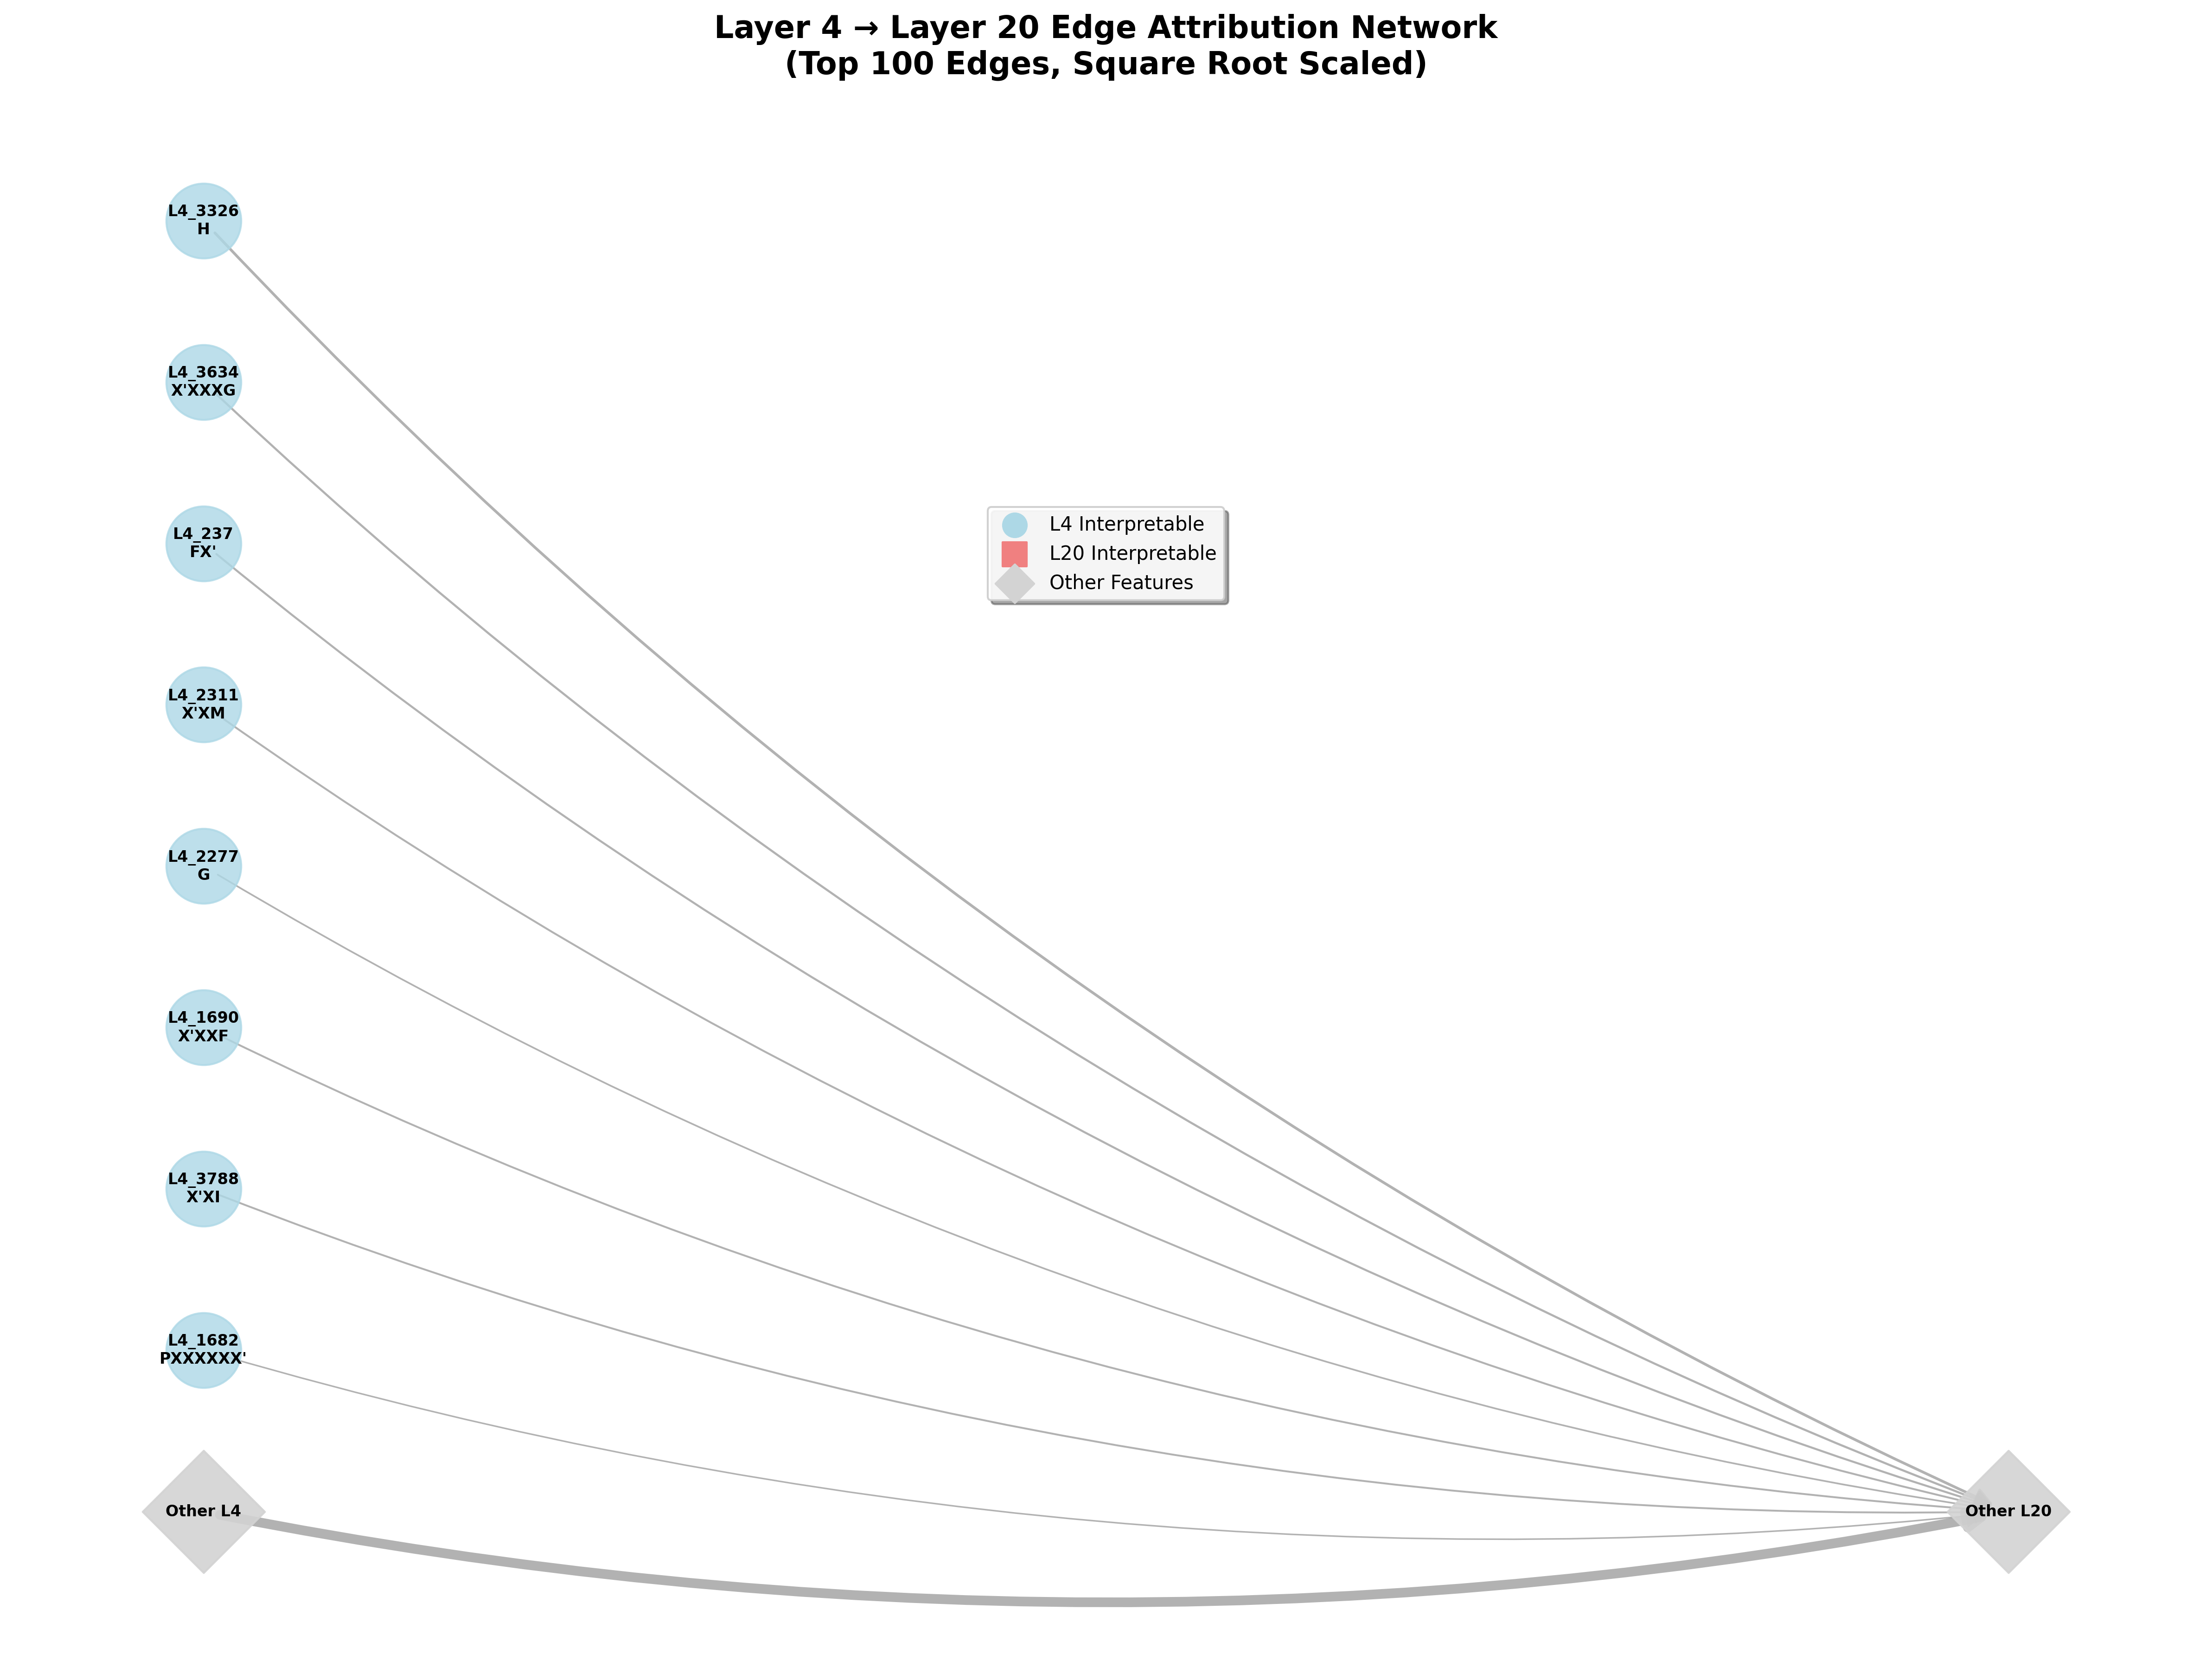 Layer 4 → Layer 20 Edge Attribution Network
(Top 100 Edges, Square Root Scaled)
L4_3326
H
L4_3634
X'XXXG
L4_237
FX'
L4 Interpretable
L20 Interpretable
Other Features
L4_2311
X'XM
L4_2277
G
L4_1690
X'XXF
L4_3788
X'XI
L4_1682
PXXXXXX'
Other L4
Other L20